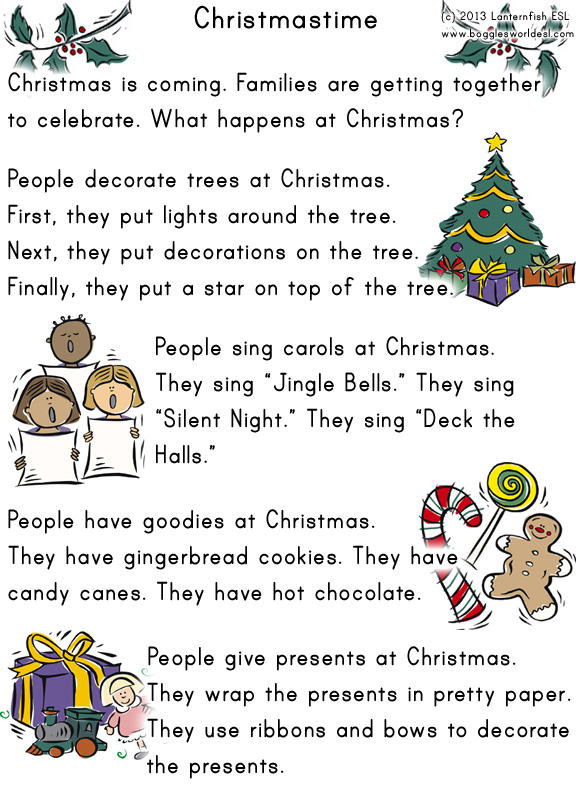 Christmastime
(c) 2013 Lanternfish ESL
www.bogglesworldesl.com
Christmas is coming. Families are getting together
to celebrate. What happens at Christmas?
People decorate trees at Christmas.
First, they put lights around the tree.
Next, they put decorations on the tree.
Finally, they put a star on top of the tree.
People sing carols at Christmas.
They sing “Jingle Bells.” They sing
“Silent Night.” They sing “Deck the
Halls.”
People have goodies at Christmas.
They have gingerbread cookies. They have
candy canes. They have hot chocolate.
People give presents at Christmas.
They wrap the presents in pretty paper.
They use ribbons and bows to decorate
the presents.